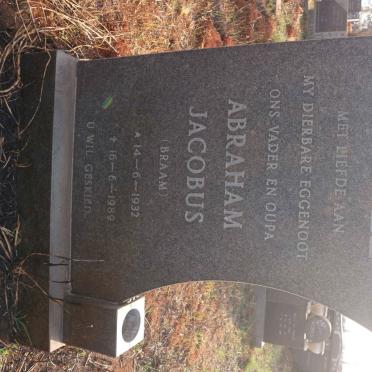 MET LIEFDE AAN
MY DIERBARE EGGENOOT
ONS VADER EN OUPA
ABRAHAM
JACOBUS
(BRAAM)
* 14—6—1932
† 16—6—1989
U WIL GESKIED